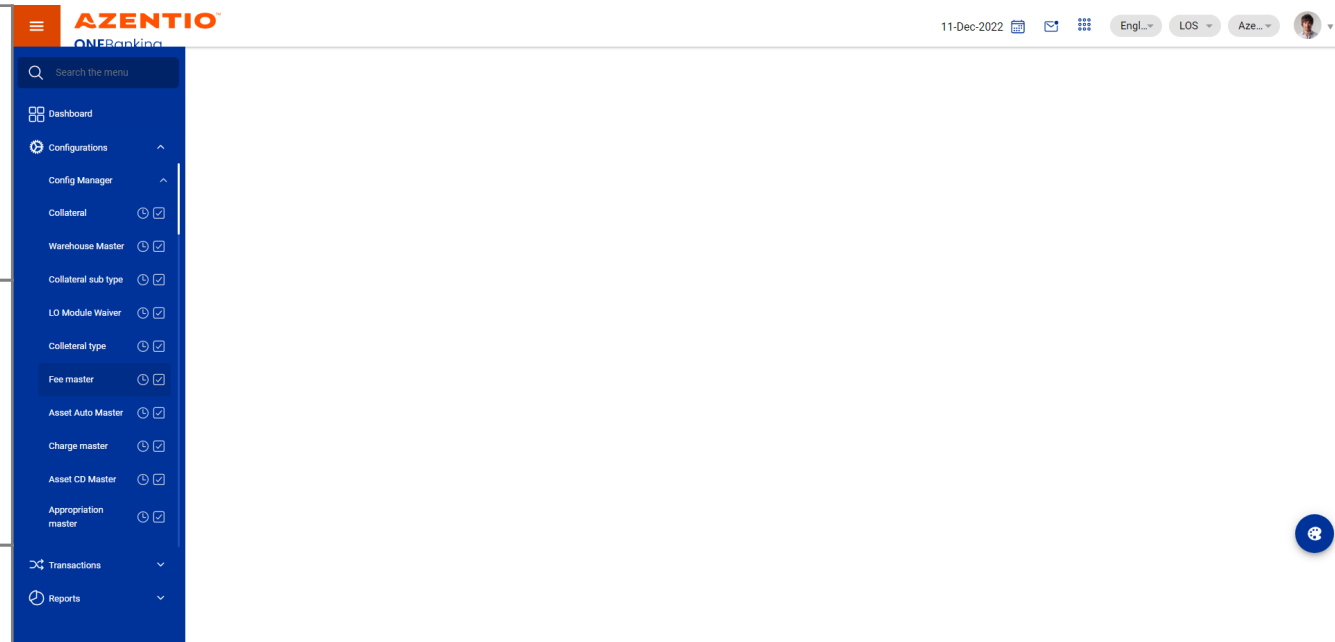 AZENTIO
ONEBanking
11-Dec-2022
Engl...
LOS
Aze...
Search the menu
Dashboard
Configurations
Config Manager
Collateral
Warehouse Master
Collateral sub type
LO Module Waiver
Colleteral type
Fee master
Asset Auto Master
Charge master
Asset CD Master
Appropriation
master
Transactions
Reports